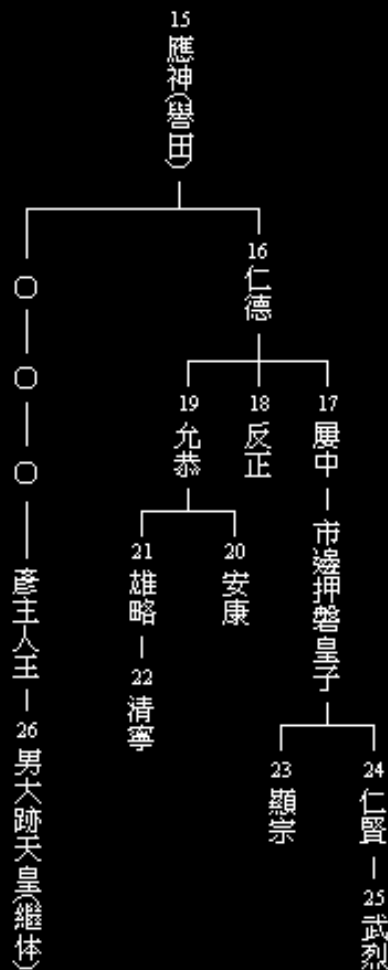 15
應神(譽田)
16
仁德
17
履中
18
反正
19
允恭
市邊押磐皇子
20
安康
21
雄略
22
清寧
23
顯宗
24
仁賢
25
武烈
○
○
○
彥主人王
26
男大跡天皇(繼体)